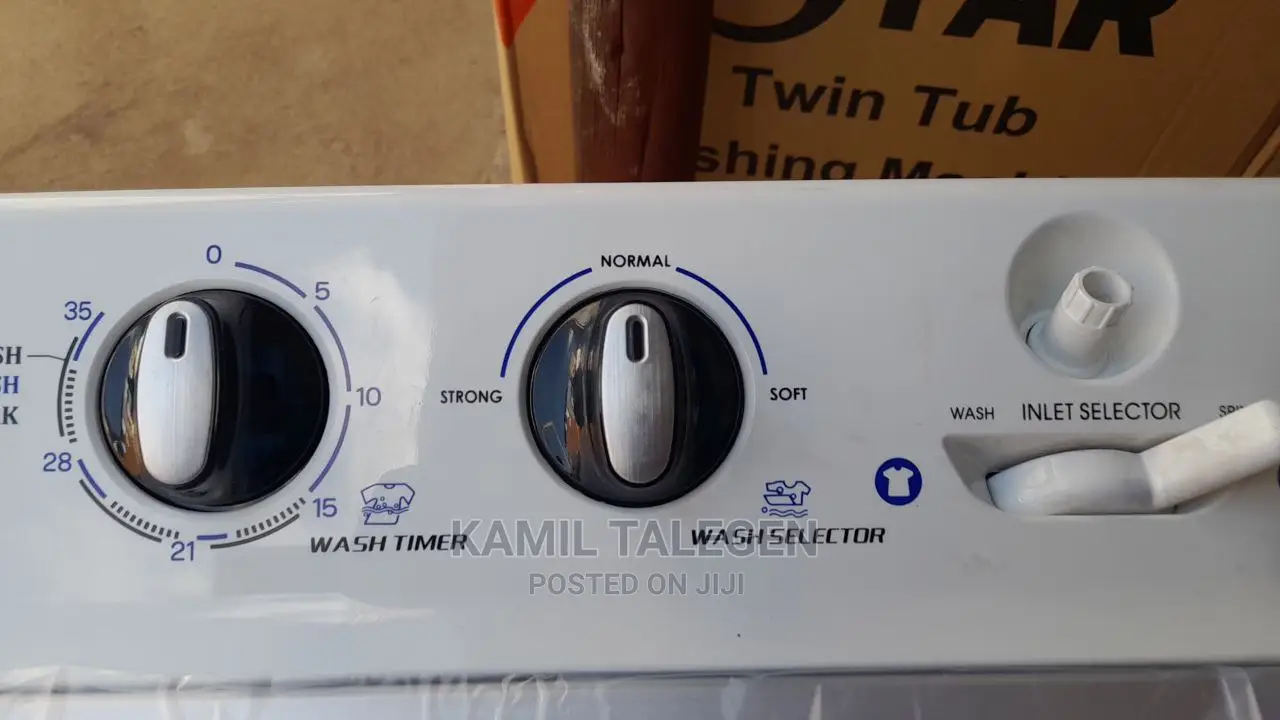 Twin Tub
0
5
10
15
21
28
35
WASH TIMER
NORMAL
STRONG
SOFT
WASH SELECTOR
WASH INLET SELECTOR
KAMIL TALEGEN
POSTED ON JIJI